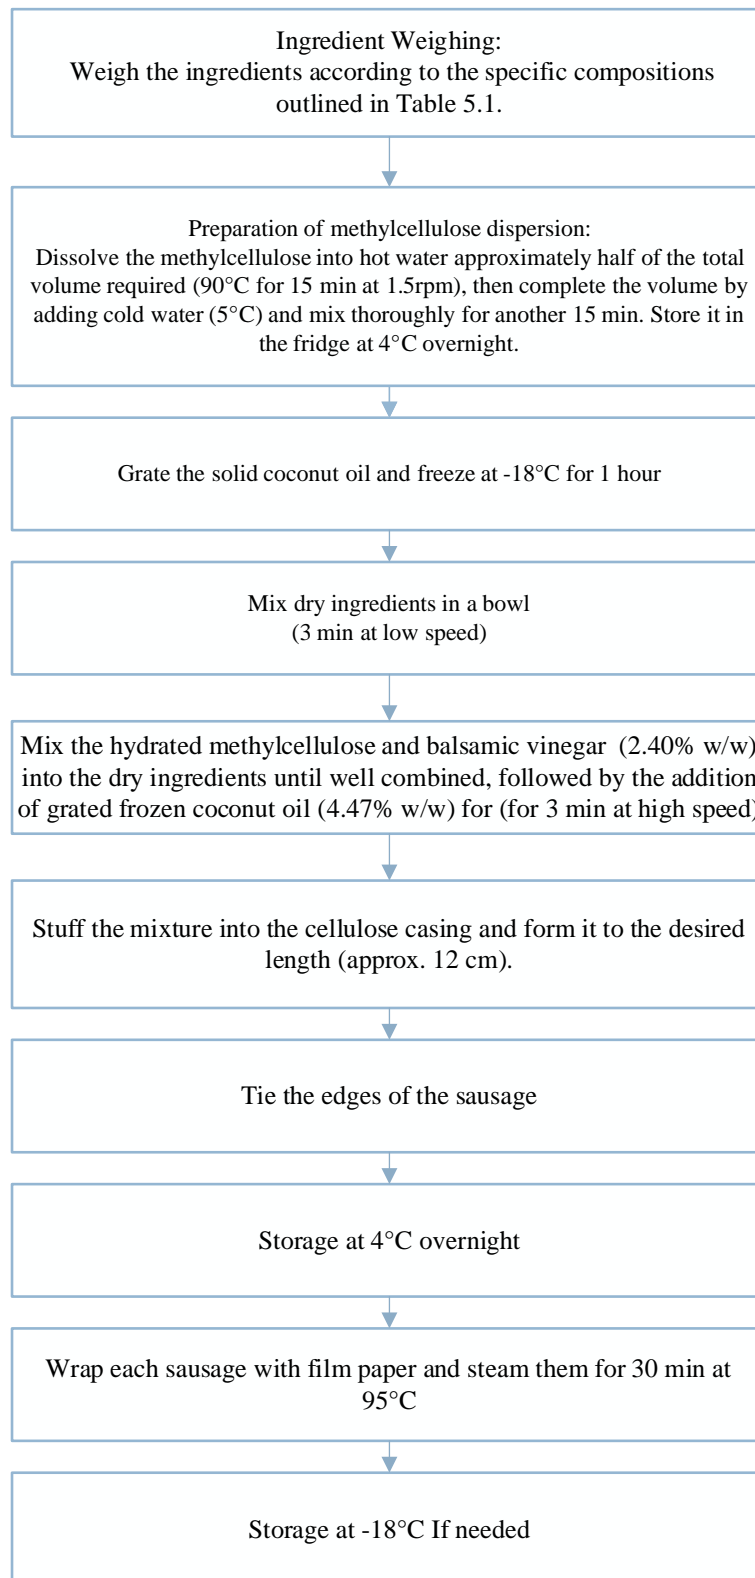 Ingredient Weighing:
Weigh the ingredients according to the specific compositions
outlined in Table 5.1.
Preparation of methylcellulose dispersion:
Dissolve the methylcellulose into hot water approximately half of the total
volume required (90°C for 15 min at 1.5rpm), then complete the volume by
adding cold water (5°C) and mix thoroughly for another 15 min. Store it in
the fridge at 4°C overnight.
Grate the solid coconut oil and freeze at -18°C for 1 hour
Mix dry ingredients in a bowl
(3 min at low speed)
Mix the hydrated methylcellulose and balsamic vinegar (2.40% w/w)
into the dry ingredients until well combined, followed by the addition
of grated frozen coconut oil (4.47% w/w) for (for 3 min at high speed)
Stuff the mixture into the cellulose casing and form it to the desired
length (approx. 12 cm).
Tie the edges of the sausage
Storage at 4°C overnight
Wrap each sausage with film paper and steam them for 30 min at
95°C
Storage at -18°C If needed